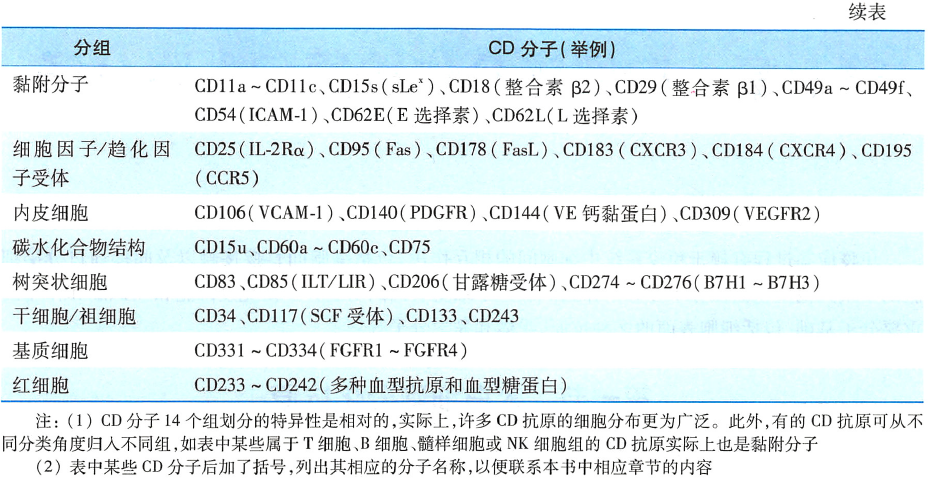 续表
分组 CD 分子(举例)
黏附分子 CD11a～CD11c、CD15s(sLeˣ)、CD18(整合素 β2)、CD29(整合素 β1)、CD49a～CD49f、
CD54(ICAM-1)、CD62E(E 选择素)、CD62L(L 选择素)
细胞因子/趋化因 CD25(IL-2Rα)、CD95(Fas)、CD178(FasL)、CD183(CXCR3)、CD184(CXCR4)、CD195
子受体 (CCR5)
内皮细胞 CD106(VCAM-1)、CD140(PDGFR)、CD144(VE 钙黏蛋白)、CD309(VEGFR2)
碳水化合物结构 CD15u、CD60a～CD60c、CD75
树突状细胞 CD83、CD85(ILT/LIR)、CD206(甘露糖受体)、CD274～CD276(B7H1～B7H3)
干细胞/祖细胞 CD34、CD117(SCF 受体)、CD133、CD243
基质细胞 CD331～CD334(FGFR1～FGFR4)
红细胞 CD233～CD242(多种血型抗原和血型糖蛋白)
注：(1) CD 分子 14 个组划分的特异性是相对的,实际上,许多 CD 抗原的细胞分布更为广泛。此外,有的 CD 抗原可从不
同分类角度归入不同组,如表中某些属于 T 细胞、B 细胞、髓样细胞或 NK 细胞组的 CD 抗原实际上也是黏附分子
(2) 表中某些 CD 分子后加了括号,列出其相应的分子名称,以便联系本书中相应章节的内容